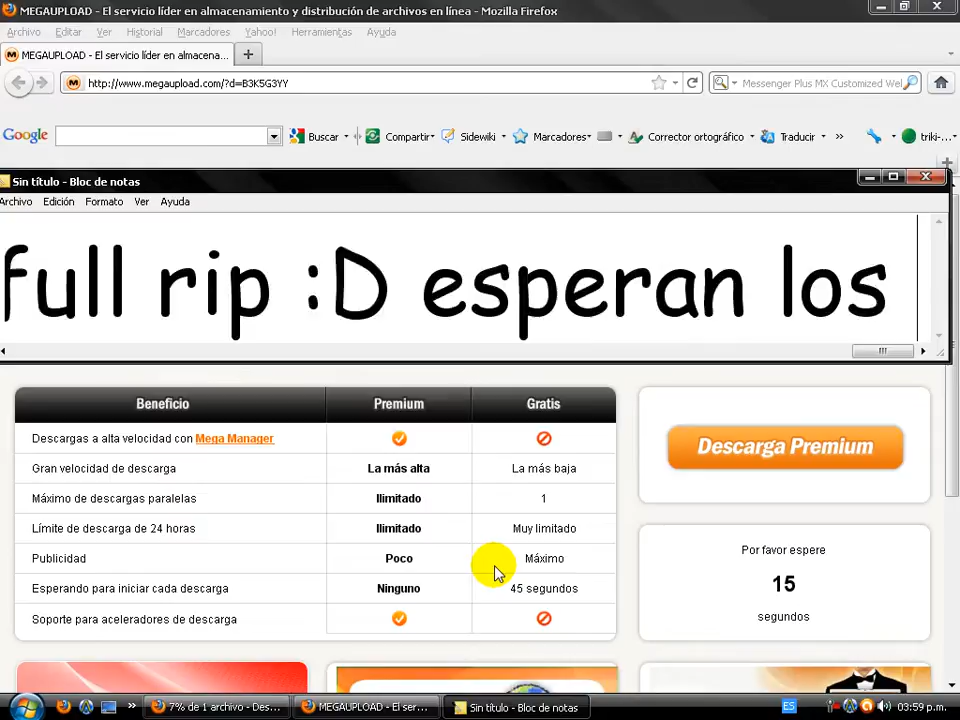 MEGAUPLOAD - El servicio líder en almacenamiento y distribución de archivos en línea - Mozilla Firefox
Archivo Editar Ver Historial Marcadores Yahoo! Herramientas Ayuda
MEGAUPLOAD - El servicio líder en almacena...
http://www.megaupload.com/?d=B3K5G3YY
Messenger Plus MX Customized Wel
Google Buscar Compartir Sidewiki Marcadores Corrector ortográfico Traducir » triki-...
Sin título - Bloc de notas
Archivo Edición Formato Ver Ayuda
full rip :D esperan los
Beneficio Premium Gratis
Descargas a alta velocidad con Mega Manager
Gran velocidad de descarga La más alta La más baja
Máximo de descargas paralelas Ilimitado 1
Límite de descarga de 24 horas Ilimitado Muy limitado
Publicidad Poco Máximo
Esperando para iniciar cada descarga Ninguno 45 segundos
Soporte para aceleradores de descarga
Descarga Premium
Por favor espere
15
segundos
» 7% de 1 archivo - Des... MEGAUPLOAD - El ser... Sin título - Bloc de notas ES 03:59 p.m.